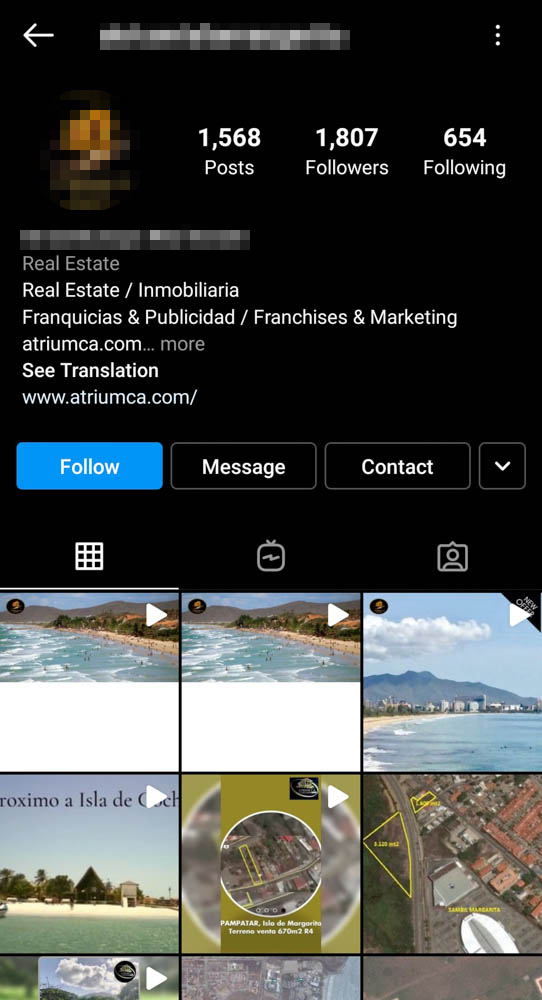 1,568
1,807
654
Posts
Followers
Following
Real Estate
Real Estate / Inmobiliaria
Franquicias & Publicidad / Franchises & Marketing
atriumca.com... more
See Translation
www.atriumca.com/
Follow
Message
Contact
NEW
OFFER
roximo a Isla de Coch
PAMPATAR, Isla de Margarita
Terreno venta 670m2 R4
3.120 mt2
SAMBIL MARGARITA